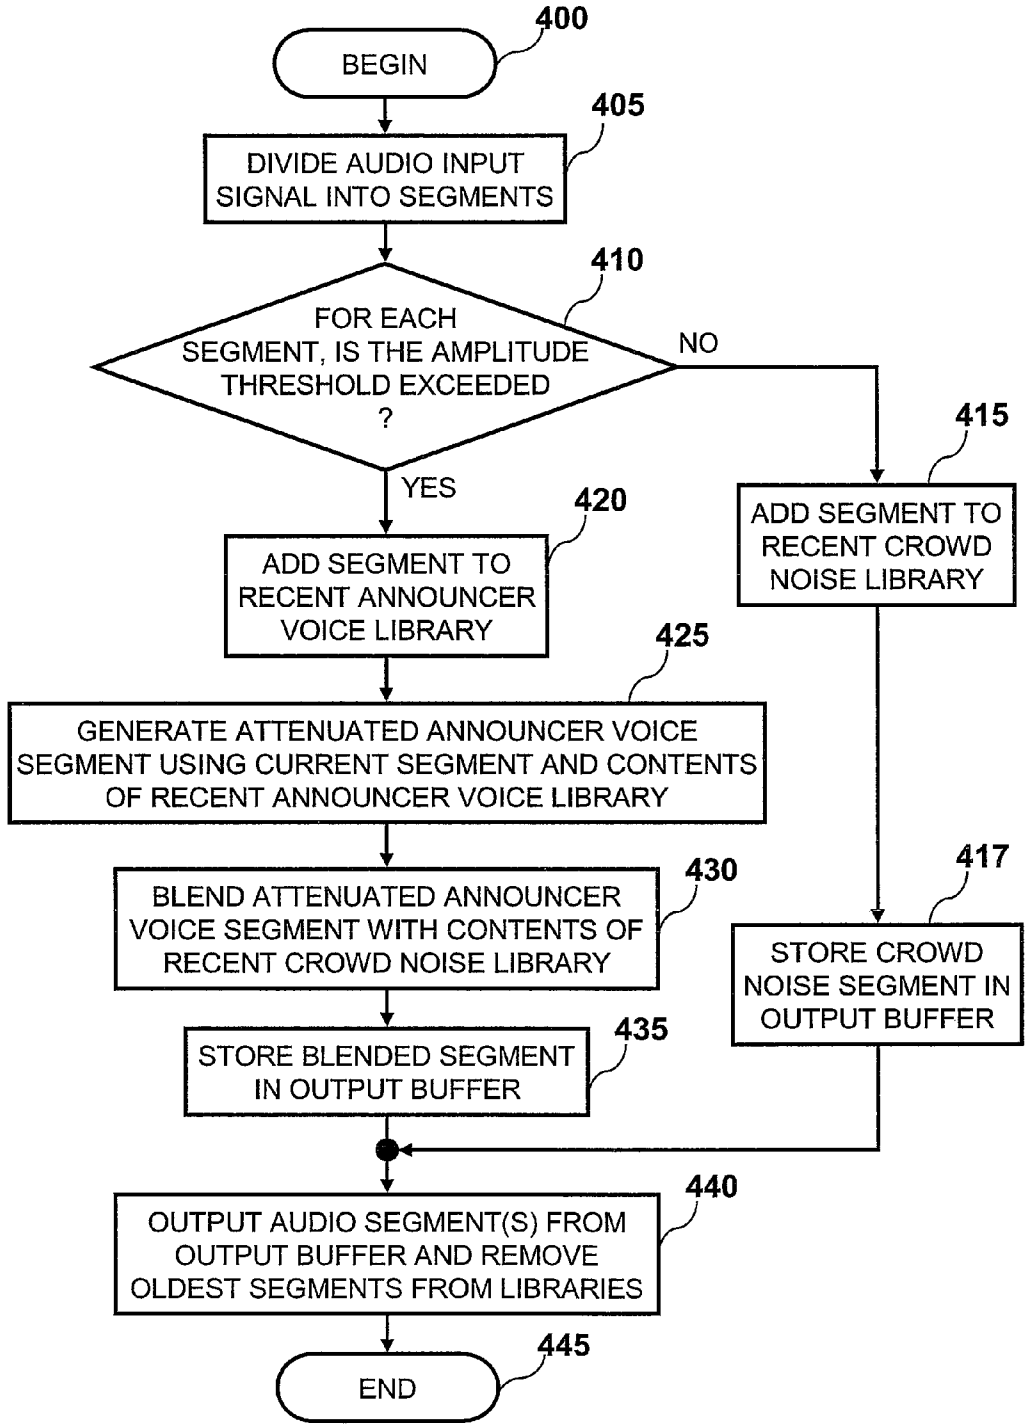 400
BEGIN
405
DIVIDE AUDIO INPUT
SIGNAL INTO SEGMENTS
410
FOR EACH
SEGMENT, IS THE AMPLITUDE
THRESHOLD EXCEEDED
?
NO
YES
415
ADD SEGMENT TO
RECENT CROWD
NOISE LIBRARY
420
ADD SEGMENT TO
RECENT ANNOUNCER
VOICE LIBRARY
425
GENERATE ATTENUATED ANNOUNCER VOICE
SEGMENT USING CURRENT SEGMENT AND CONTENTS
OF RECENT ANNOUNCER VOICE LIBRARY
417
STORE CROWD
NOISE SEGMENT IN
OUTPUT BUFFER
430
BLEND ATTENUATED ANNOUNCER
VOICE SEGMENT WITH CONTENTS OF
RECENT CROWD NOISE LIBRARY
435
STORE BLENDED SEGMENT
IN OUTPUT BUFFER
440
OUTPUT AUDIO SEGMENT(S) FROM
OUTPUT BUFFER AND REMOVE
OLDEST SEGMENTS FROM LIBRARIES
445
END